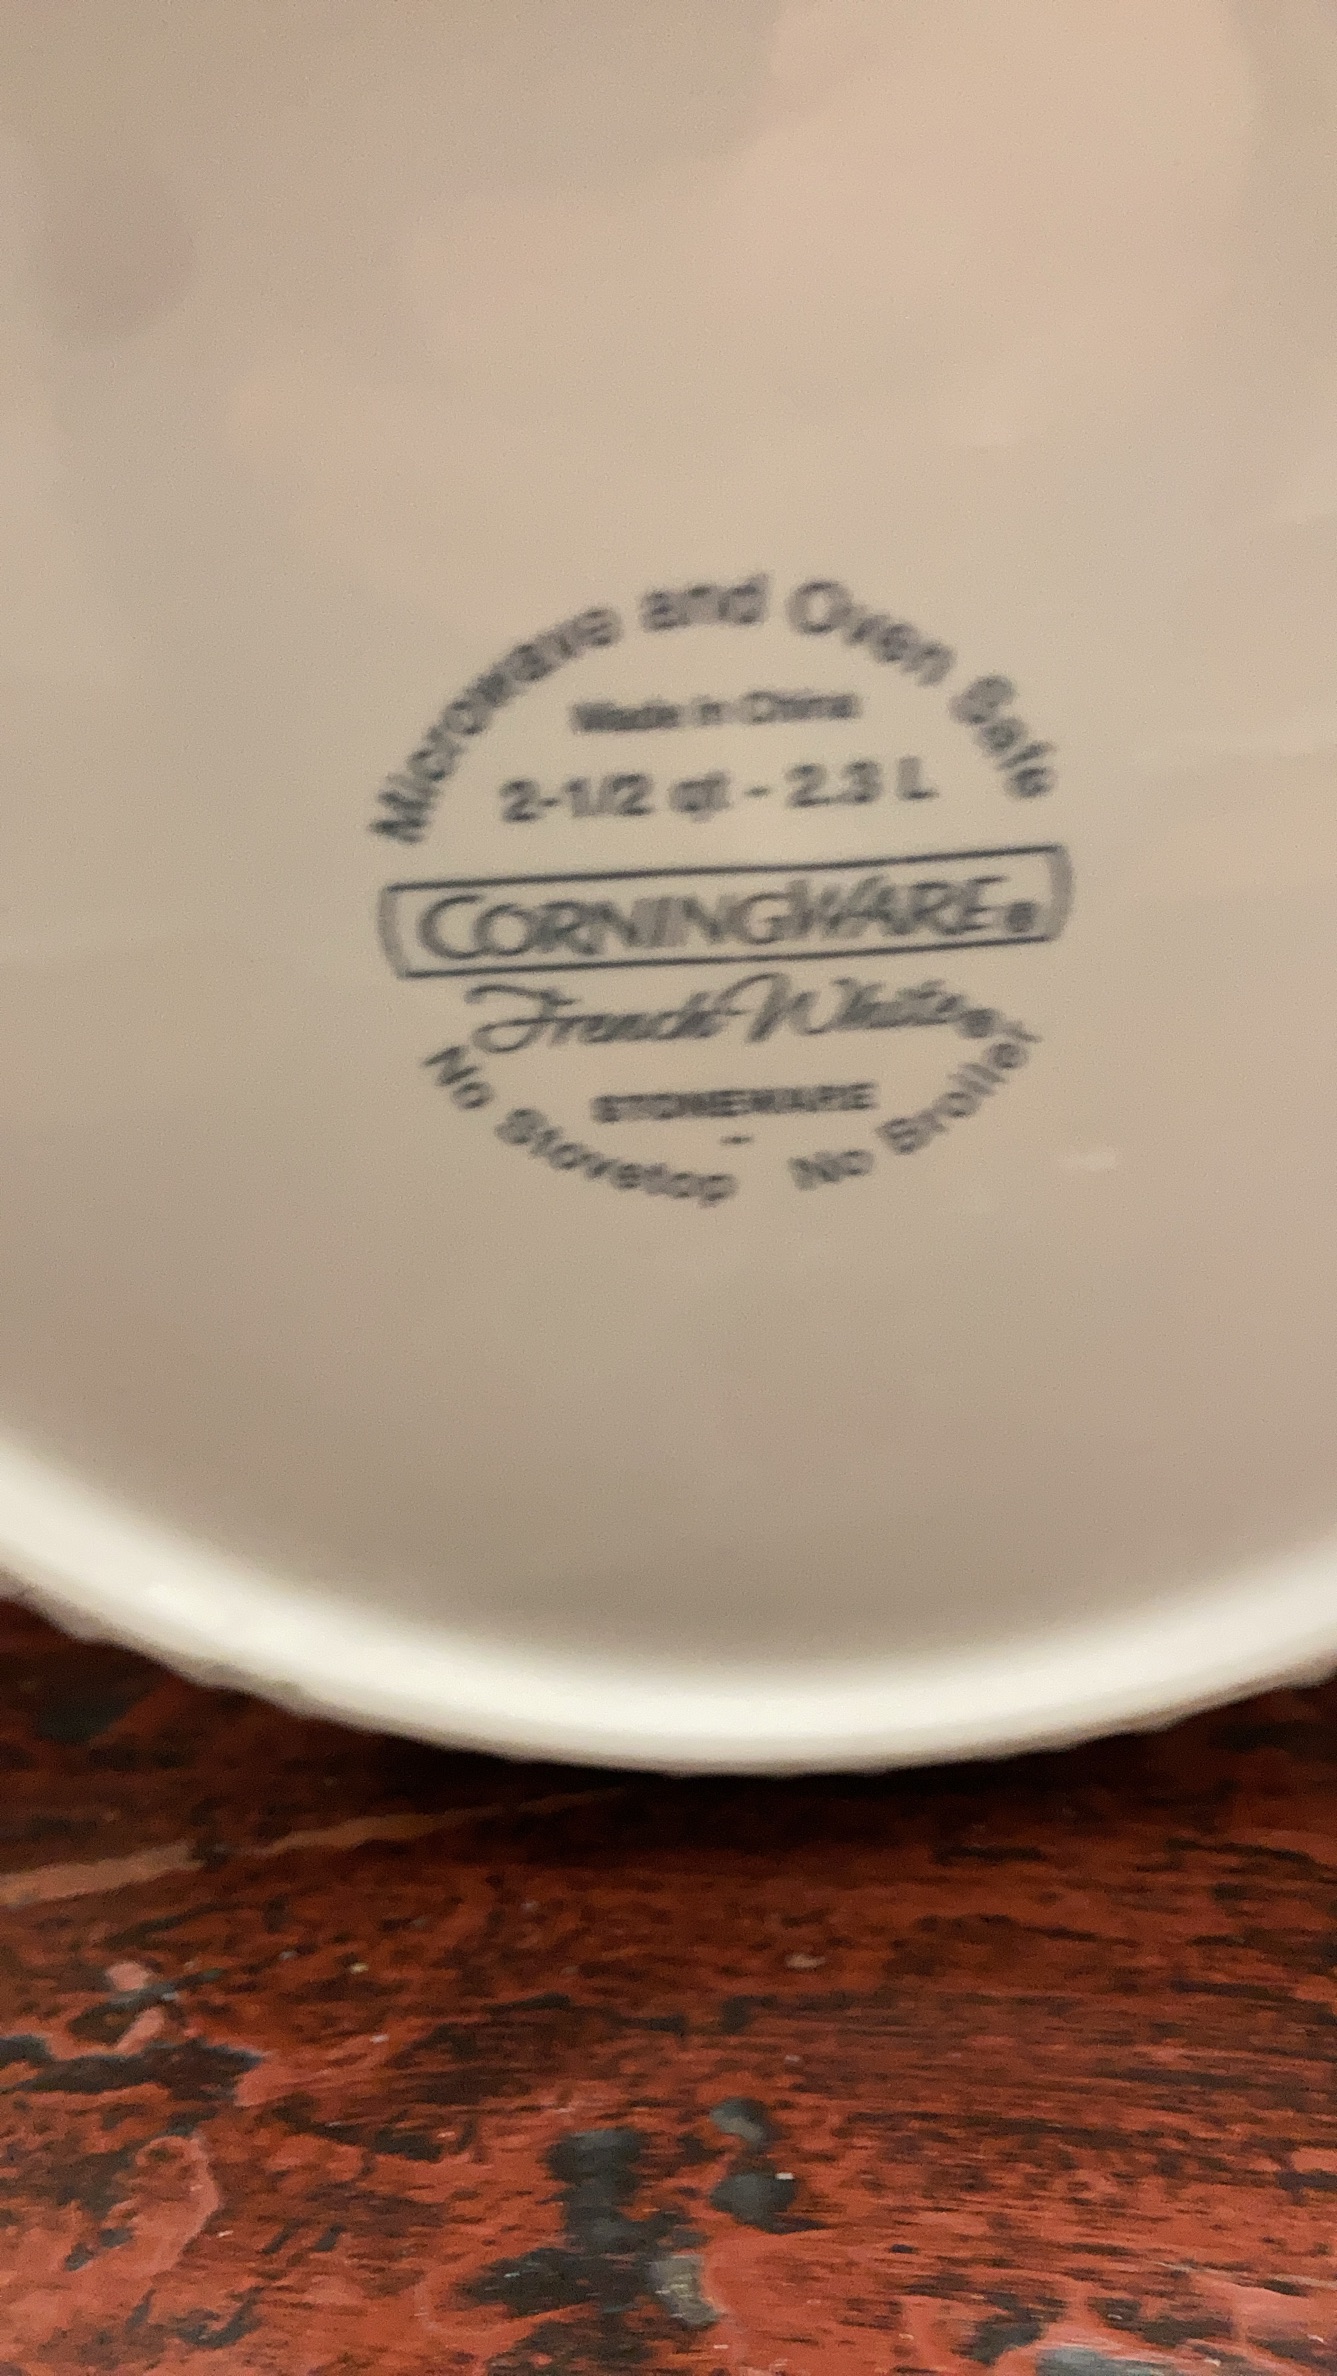 Microwave and Oven Safe
Made in China
2-1/2 qt - 2.3 L
CORNINGWARE®
French White®
STONEWARE
-
No Stovetop No Broiler